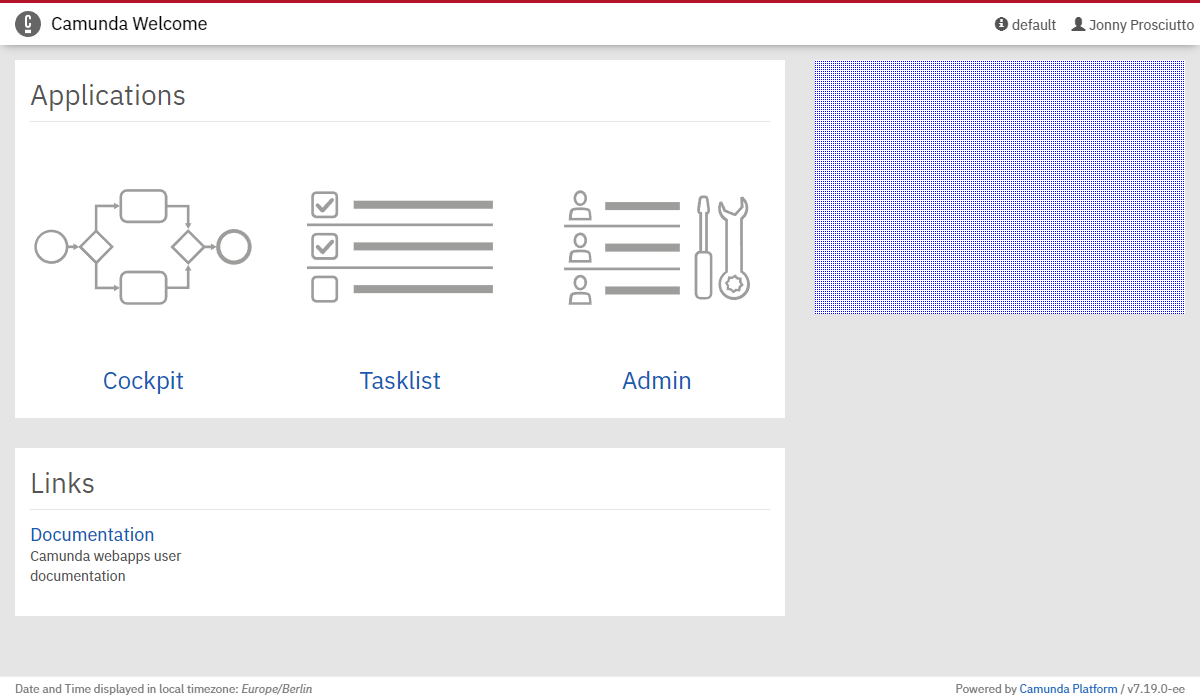 Camunda Welcome
default
Jonny Prosciutto
Applications
Cockpit
Tasklist
Admin
Links
Documentation
Camunda webapps user
documentation
Date and Time displayed in local timezone: Europe/Berlin
Powered by Camunda Platform / v7.19.0-ee